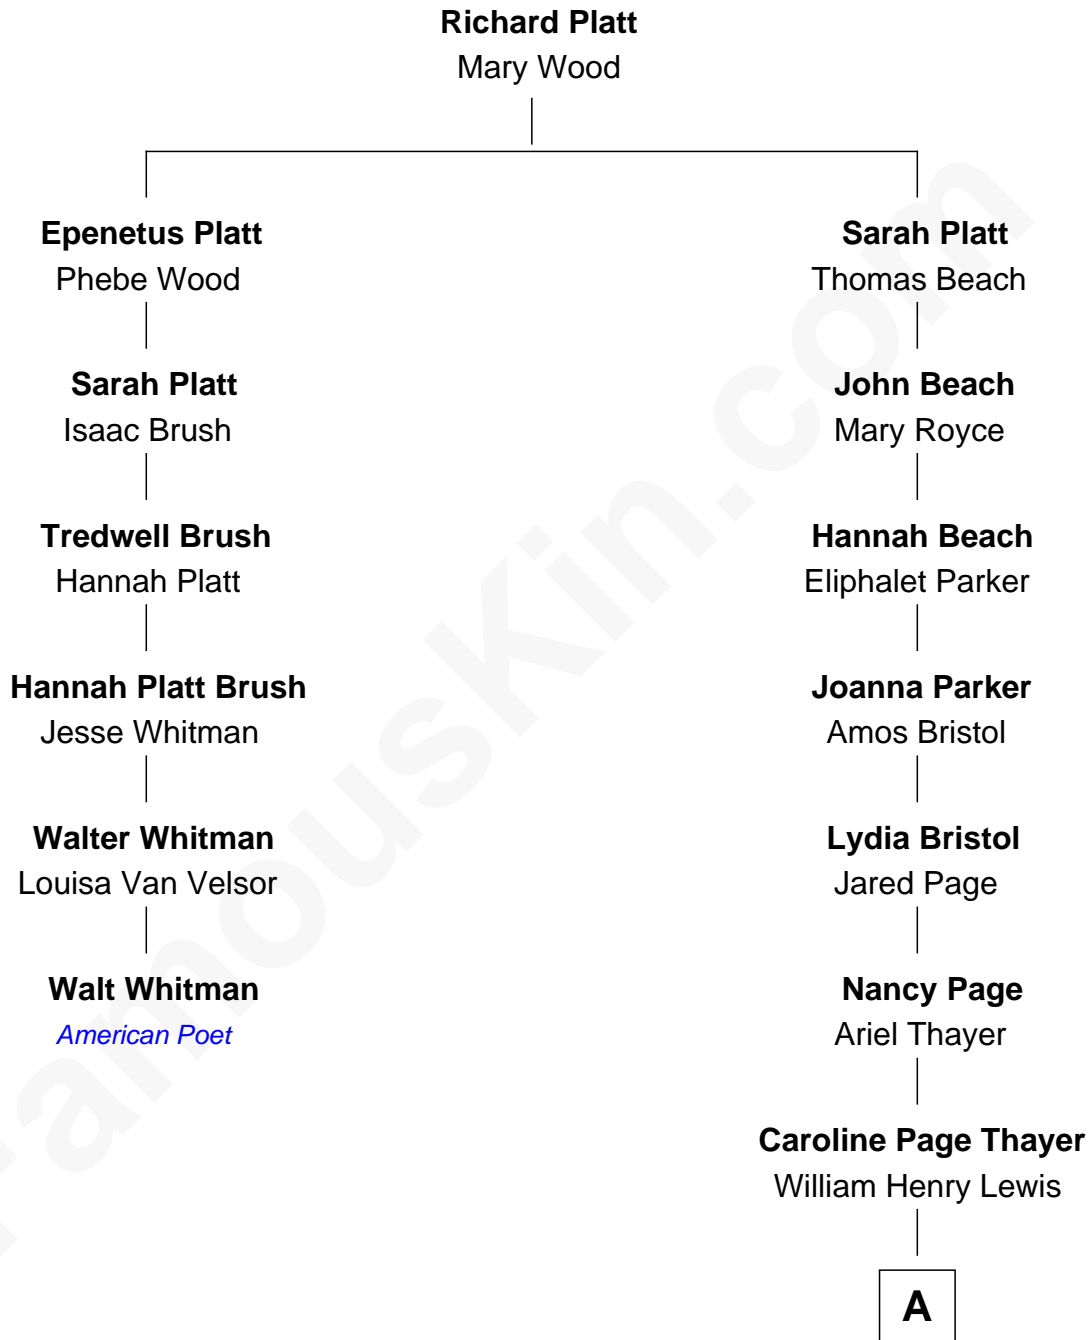 Richard Platt
Mary Wood
Epenetus Platt
Phebe Wood
Sarah Platt
Thomas Beach
Sarah Platt
Isaac Brush
John Beach
Mary Royce
Tredwell Brush
Hannah Platt
Hannah Beach
Eliphalet Parker
Hannah Platt Brush
Jesse Whitman
Joanna Parker
Amos Bristol
Walter Whitman
Louisa Van Velsor
Lydia Bristol
Jared Page
Walt Whitman
American Poet
Nancy Page
Ariel Thayer
Caroline Page Thayer
William Henry Lewis
A
FamousKin.com